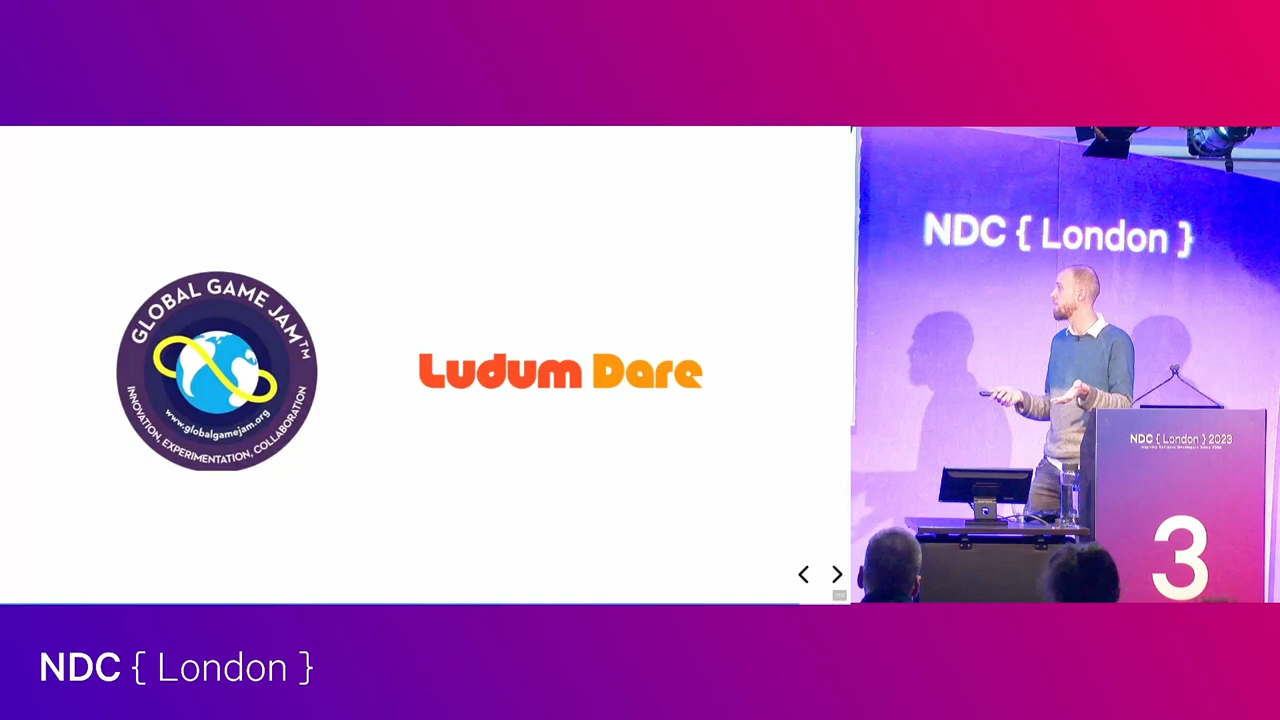 GLOBAL GAME JAM™
www.globalgamejam.org
INNOVATION, EXPERIMENTATION, COLLABORATION
Ludum Dare
NDC { London }
NDC { London } 2023
3
NDC { London }